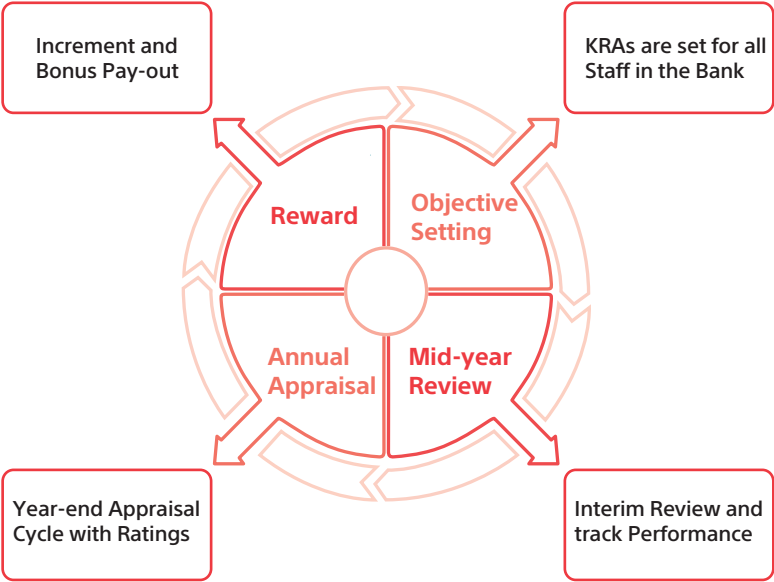 Increment and
Bonus Pay-out
KRAs are set for all
Staff in the Bank
Reward
Objective
Setting
Annual
Appraisal
Mid-year
Review
Year-end Appraisal
Cycle with Ratings
Interim Review and
track Performance